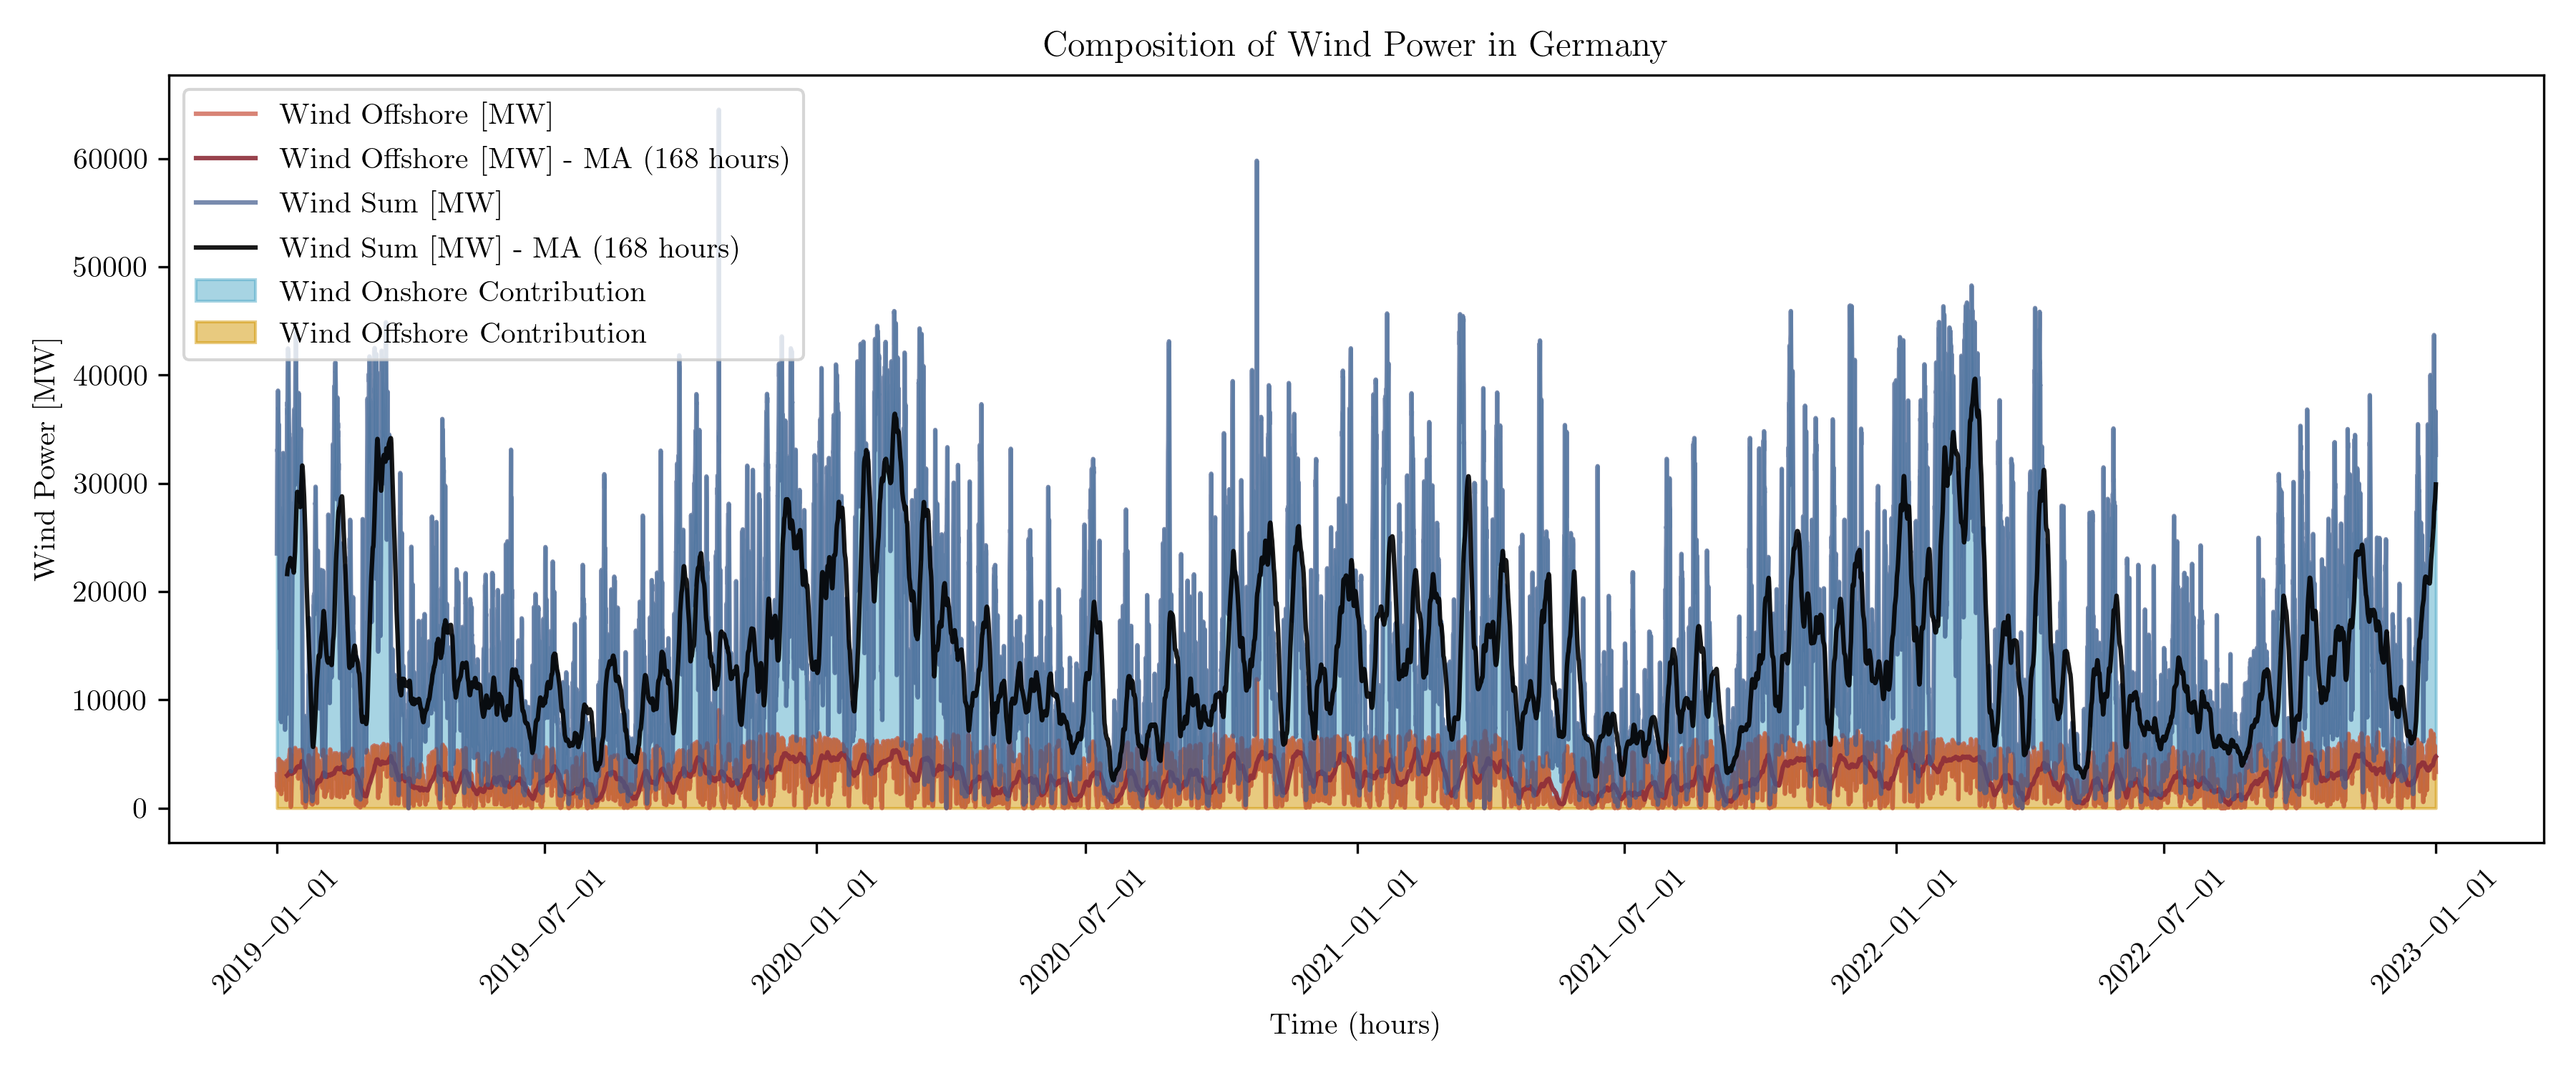 Composition of Wind Power in Germany
Wind Offshore [MW]
Wind Offshore [MW] - MA (168 hours)
Wind Sum [MW]
Wind Sum [MW] - MA (168 hours)
Wind Onshore Contribution
Wind Offshore Contribution
Wind Power [MW]
60000
50000
40000
30000
20000
10000
0
2019–01–01
2019–07–01
2020–01–01
2020–07–01
2021–01–01
2021–07–01
2022–01–01
2022–07–01
2023–01–01
Time (hours)